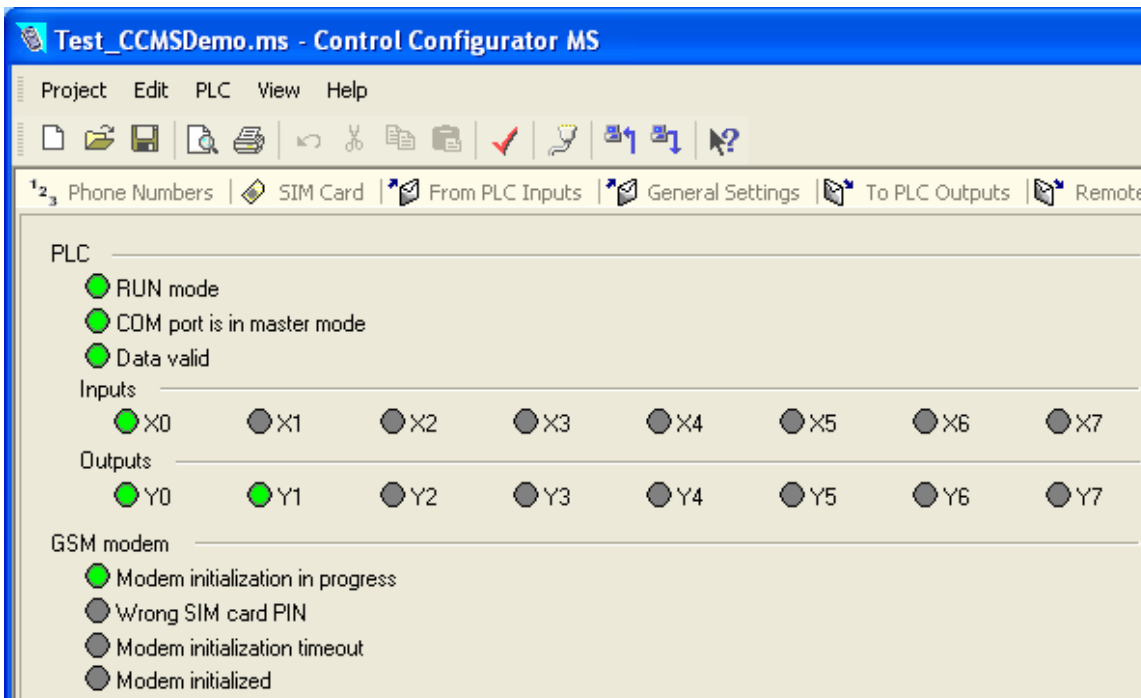 Test_CCMSDemo.ms - Control Configurator MS
Project Edit PLC View Help
1 2 3 Phone Numbers SIM Card From PLC Inputs General Settings To PLC Outputs Remote
PLC
RUN mode
COM port is in master mode
Data valid
Inputs
X0 X1 X2 X3 X4 X5 X6 X7
Outputs
Y0 Y1 Y2 Y3 Y4 Y5 Y6 Y7
GSM modem
Modem initialization in progress
Wrong SIM card PIN
Modem initialization timeout
Modem initialized